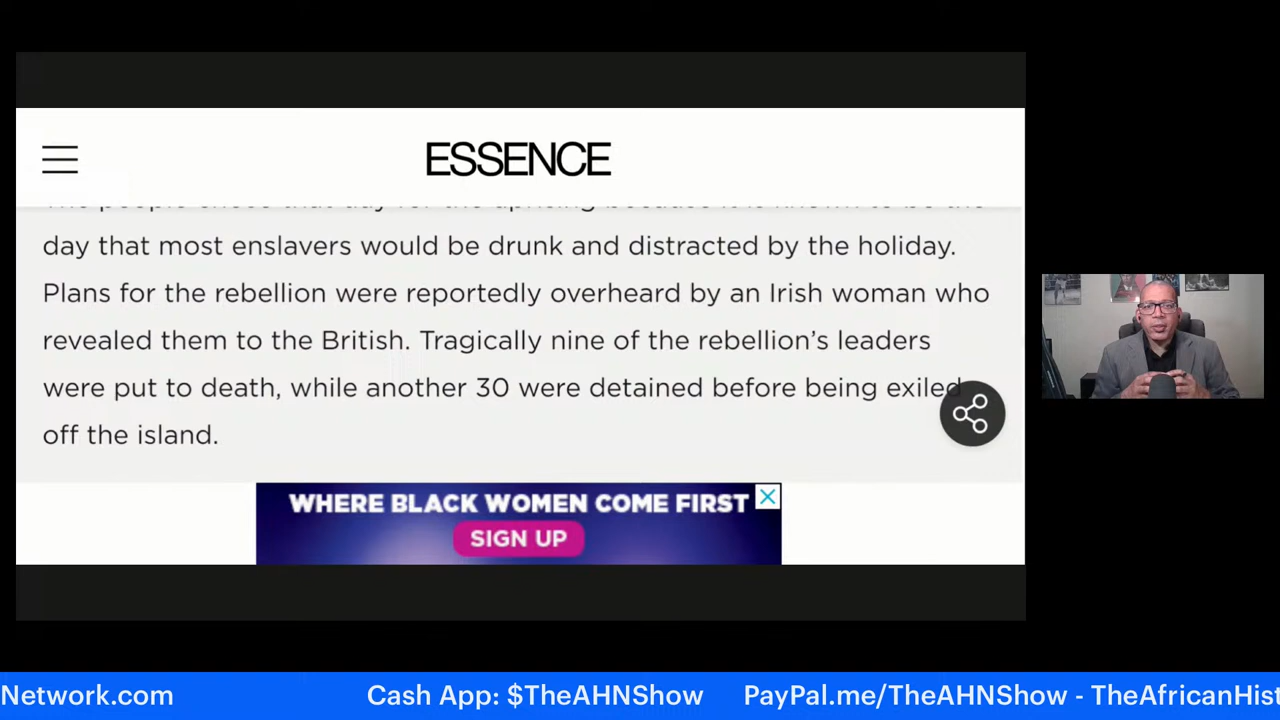 ESSENCE
day that most enslavers would be drunk and distracted by the holiday.
Plans for the rebellion were reportedly overheard by an Irish woman who
revealed them to the British. Tragically nine of the rebellion’s leaders
were put to death, while another 30 were detained before being exiled
off the island.
WHERE BLACK WOMEN COME FIRST
SIGN UP
Network.com Cash App: $TheAHNShow PayPal.me/TheAHNShow - TheAfricanHist